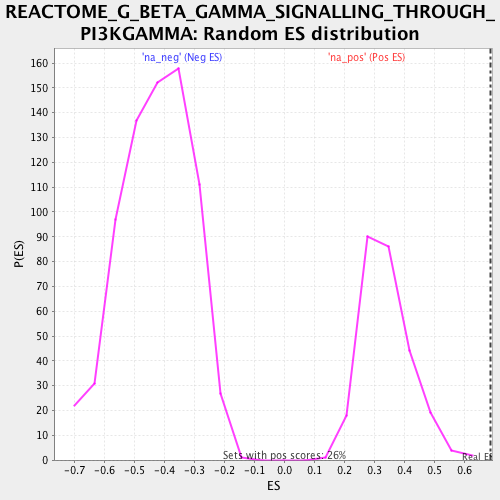 REACTOME_G_BETA_GAMMA_SIGNALLING_THROUGH_
PI3KGAMMA: Random ES distribution
'na_neg' (Neg ES) 'na_pos' (Pos ES)
160
150
140
130
120
110
100
90
80
70
60
50
40
30
20
10
0
P(ES)
Sets with pos scores: 26%
Real ES
-0.7 -0.6 -0.5 -0.4 -0.3 -0.2 -0.1 0.0 0.1 0.2 0.3 0.4 0.5 0.6
ES